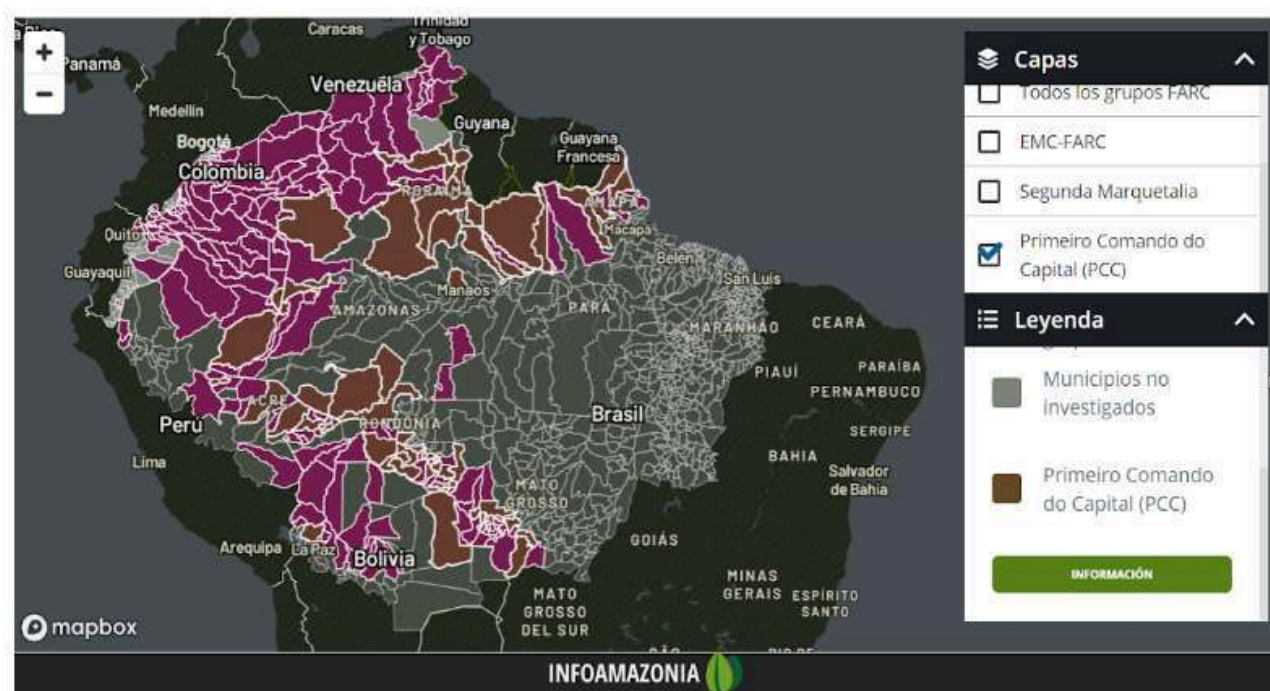 Caracas
Trinidad
y Tobago
+
Panamá
−
Venezuela
Medellín
Guyana
Bogotá
Guayana
Francesa
Colombia
RORAIMA
AMAPÁ
Quito
Macapá
Belén
Guayaquil
San Luis
Manaos
AMAZONAS
PARÁ
MARANHÃO
CEARÁ
PIAUÍ
PARAÍBA
PERNAMBUCO
ACRE
Perú
Brasil
RONDÔNIA
SERGIPE
Lima
BAHIA
Salvador
de Bahia
MATO
GROSSO
Arequipa
La Paz
Bolivia
GOIÁS
MINAS
GERAIS
ESPÍRITO
SANTO
MATO
GROSSO
DEL SUR
mapbox
Capas
Todos los grupos FARC
EMC-FARC
Segunda Marquetalia
Primeiro Comando do
Capital (PCC)
Leyenda
Municipios no
investigados
Primeiro Comando
do Capital (PCC)
INFORMACIÓN
INFOAMAZONIA